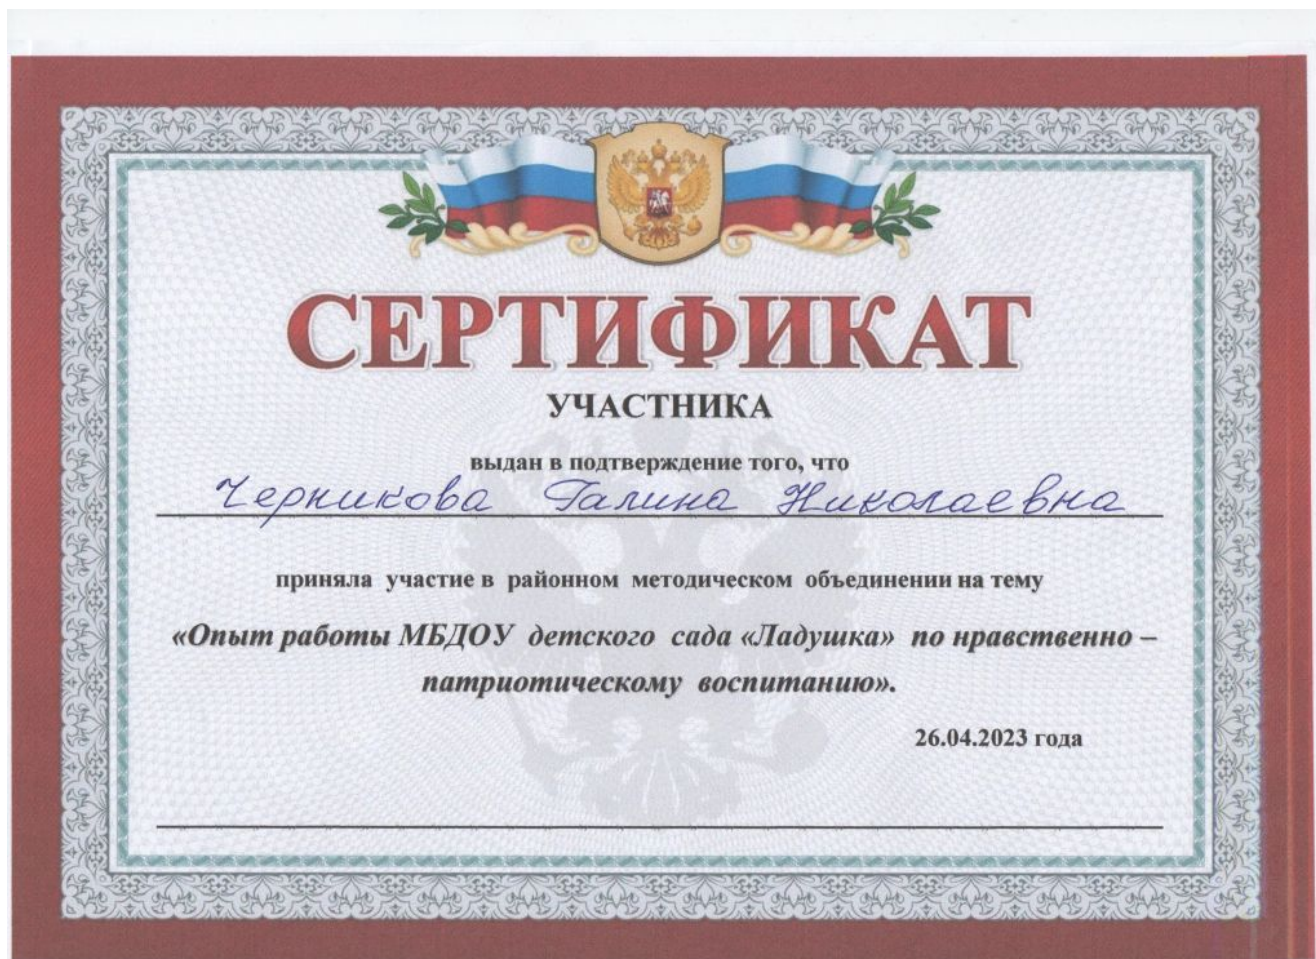 СЕРТИФИКАТ
УЧАСТНИКА
выдан в подтверждение того, что
Черникова Галина Николаевна
приняла участие в районном методическом объединении на тему
«Опыт работы МБДОУ детского сада «Ладушка» по нравственно –
патриотическому воспитанию».
26.04.2023 года